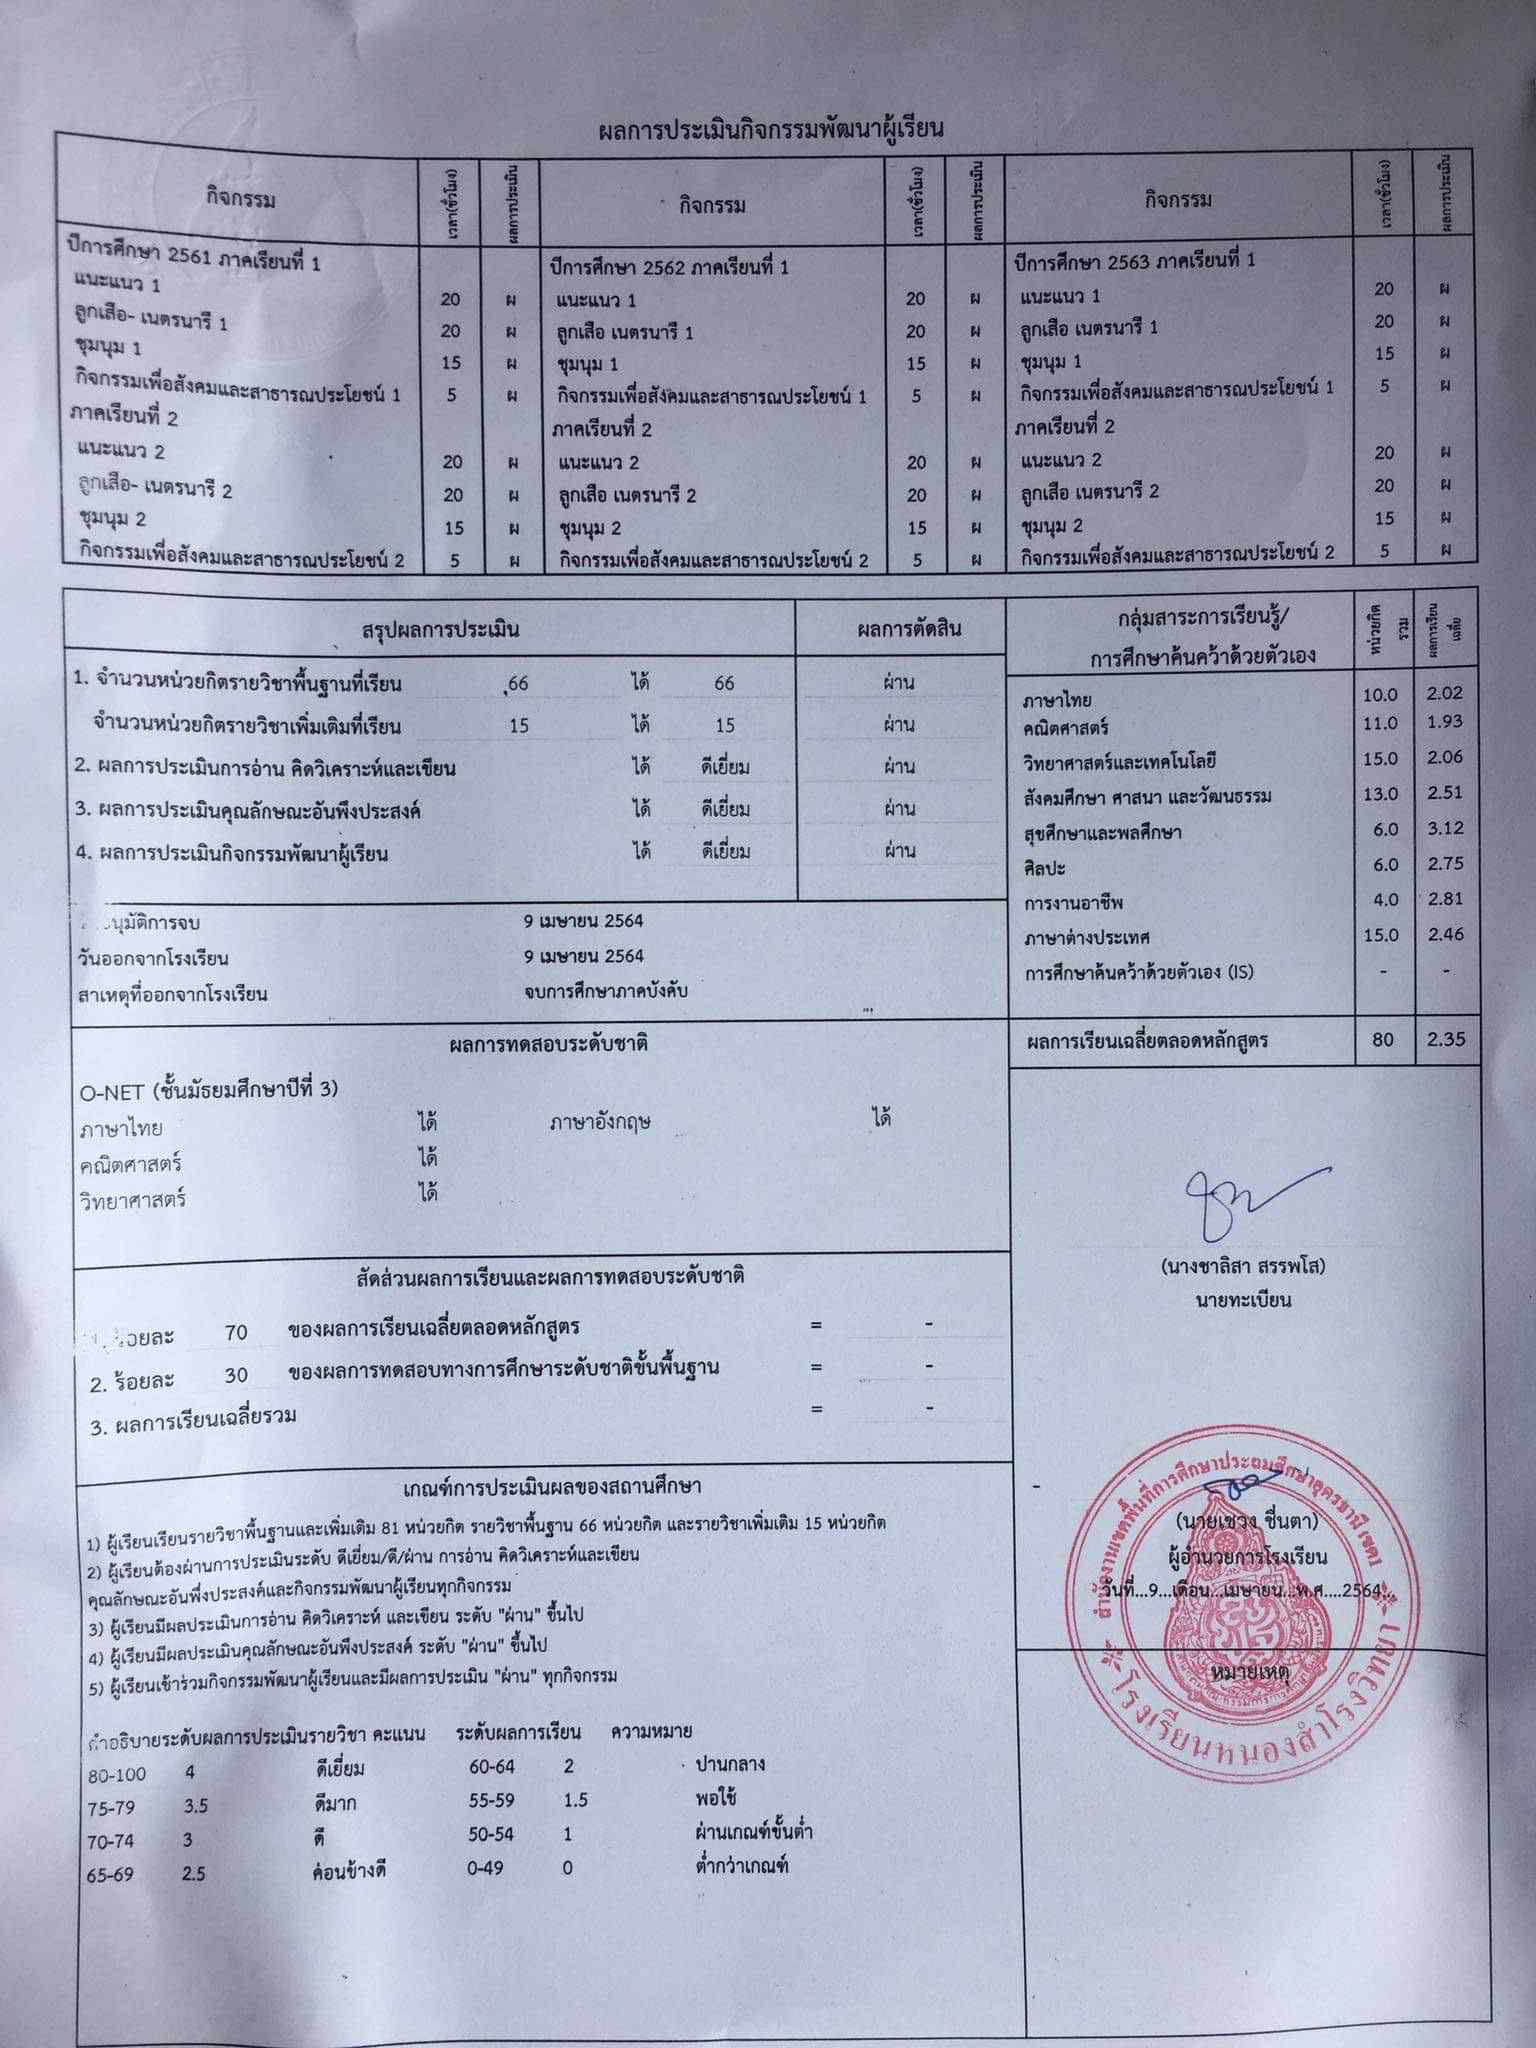 ผลการประเมินกิจกรรมพัฒนาผู้เรียน
กิจกรรม เวลา(ชั่วโมง) ผลการประเมิน กิจกรรม เวลา(ชั่วโมง) ผลการประเมิน กิจกรรม เวลา(ชั่วโมง) ผลการประเมิน
ปีการศึกษา 2561 ภาคเรียนที่ 1 ปีการศึกษา 2562 ภาคเรียนที่ 1 ปีการศึกษา 2563 ภาคเรียนที่ 1
แนะแนว 1 20 ผ แนะแนว 1 20 ผ แนะแนว 1 20 ผ
ลูกเสือ- เนตรนารี 1 20 ผ ลูกเสือ เนตรนารี 1 20 ผ ลูกเสือ เนตรนารี 1 20 ผ
ชุมนุม 1 15 ผ ชุมนุม 1 15 ผ ชุมนุม 1 15 ผ
กิจกรรมเพื่อสังคมและสาธารณประโยชน์ 1 5 ผ กิจกรรมเพื่อสังคมและสาธารณประโยชน์ 1 5 ผ กิจกรรมเพื่อสังคมและสาธารณประโยชน์ 1 5 ผ
ภาคเรียนที่ 2 ภาคเรียนที่ 2 ภาคเรียนที่ 2
แนะแนว 2 20 ผ แนะแนว 2 20 ผ แนะแนว 2 20 ผ
ลูกเสือ- เนตรนารี 2 20 ผ ลูกเสือ เนตรนารี 2 20 ผ ลูกเสือ เนตรนารี 2 20 ผ
ชุมนุม 2 15 ผ ชุมนุม 2 15 ผ ชุมนุม 2 15 ผ
กิจกรรมเพื่อสังคมและสาธารณประโยชน์ 2 5 ผ กิจกรรมเพื่อสังคมและสาธารณประโยชน์ 2 5 ผ กิจกรรมเพื่อสังคมและสาธารณประโยชน์ 2 5 ผ
สรุปผลการประเมิน ผลการตัดสิน
1. จำนวนหน่วยกิตรายวิชาพื้นฐานที่เรียน 66 ได้ 66 ผ่าน
จำนวนหน่วยกิตรายวิชาเพิ่มเติมที่เรียน 15 ได้ 15 ผ่าน
2. ผลการประเมินการอ่าน คิดวิเคราะห์และเขียน ได้ ดีเยี่ยม ผ่าน
3. ผลการประเมินคุณลักษณะอันพึงประสงค์ ได้ ดีเยี่ยม ผ่าน
4. ผลการประเมินกิจกรรมพัฒนาผู้เรียน ได้ ดีเยี่ยม ผ่าน
นุมัติการจบ 9 เมษายน 2564
วันออกจากโรงเรียน 9 เมษายน 2564
สาเหตุที่ออกจากโรงเรียน จบการศึกษาภาคบังคับ
กลุ่มสาระการเรียนรู้/
การศึกษาค้นคว้าด้วยตัวเอง หน่วยกิตรวม ผลการเรียนเฉลี่ย
ภาษาไทย 10.0 2.02
คณิตศาสตร์ 11.0 1.93
วิทยาศาสตร์และเทคโนโลยี 15.0 2.06
สังคมศึกษา ศาสนา และวัฒนธรรม 13.0 2.51
สุขศึกษาและพลศึกษา 6.0 3.12
ศิลปะ 6.0 2.75
การงานอาชีพ 4.0 2.81
ภาษาต่างประเทศ 15.0 2.46
การศึกษาค้นคว้าด้วยตัวเอง (IS) - -
ผลการเรียนเฉลี่ยตลอดหลักสูตร 80 2.35
ผลการทดสอบระดับชาติ
O-NET (ชั้นมัธยมศึกษาปีที่ 3)
ภาษาไทย ได้ ภาษาอังกฤษ ได้
คณิตศาสตร์ ได้
วิทยาศาสตร์ ได้
สัดส่วนผลการเรียนและผลการทดสอบระดับชาติ
1. ร้อยละ 70 ของผลการเรียนเฉลี่ยตลอดหลักสูตร = -
2. ร้อยละ 30 ของผลการทดสอบทางการศึกษาระดับชาติขั้นพื้นฐาน = -
3. ผลการเรียนเฉลี่ยรวม = -
(นางชาลิสา สรรพโส)
นายทะเบียน
เกณฑ์การประเมินผลของสถานศึกษา
1) ผู้เรียนเรียนรายวิชาพื้นฐานและเพิ่มเติม 81 หน่วยกิต รายวิชาพื้นฐาน 66 หน่วยกิต และรายวิชาเพิ่มเติม 15 หน่วยกิต
2) ผู้เรียนต้องผ่านการประเมินระดับ ดีเยี่ยม/ดี/ผ่าน การอ่าน คิดวิเคราะห์และเขียน
คุณลักษณะอันพึ่งประสงค์และกิจกรรมพัฒนาผู้เรียนทุกกิจกรรม
3) ผู้เรียนมีผลประเมินการอ่าน คิดวิเคราะห์ และเขียน ระดับ "ผ่าน" ขึ้นไป
4) ผู้เรียนมีผลประเมินคุณลักษณะอันพึงประสงค์ ระดับ "ผ่าน" ขึ้นไป
5) ผู้เรียนเข้าร่วมกิจกรรมพัฒนาผู้เรียนและมีผลการประเมิน "ผ่าน" ทุกกิจกรรม
คำอธิบายระดับผลการประเมินรายวิชา คะแนน ระดับผลการเรียน ความหมาย
80-100 4 ดีเยี่ยม 60-64 2 ปานกลาง
75-79 3.5 ดีมาก 55-59 1.5 พอใช้
70-74 3 ดี 50-54 1 ผ่านเกณฑ์ขั้นต่ำ
65-69 2.5 ค่อนข้างดี 0-49 0 ต่ำกว่าเกณฑ์
สำนักงานเขตพื้นที่การศึกษาประถมศึกษาอุดรธานี เขต1
(นายเชวง ชื่นตา)
ผู้อำนวยการโรงเรียน
วันที่...9...เดือน...เมษายน...พ.ศ....2564...
หมายเหตุ
โรงเรียนหนองสำโรงวิทยา